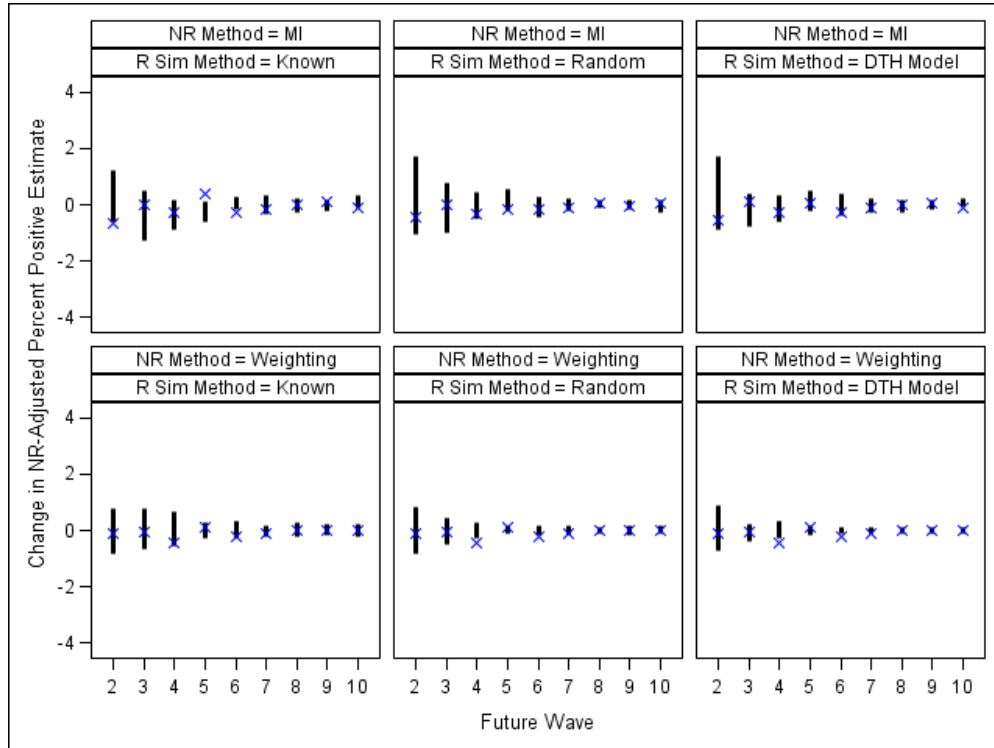 NR Method = MI
NR Method = MI
NR Method = MI
R Sim Method = Known
R Sim Method = Random
R Sim Method = DTH Model
4
2
0
-2
-4
NR Method = Weighting
NR Method = Weighting
NR Method = Weighting
R Sim Method = Known
R Sim Method = Random
R Sim Method = DTH Model
4
2
0
-2
-4
Change in NR-Adjusted Percent Positive Estimate
2 3 4 5 6 7 8 9 10
2 3 4 5 6 7 8 9 10
2 3 4 5 6 7 8 9 10
Future Wave